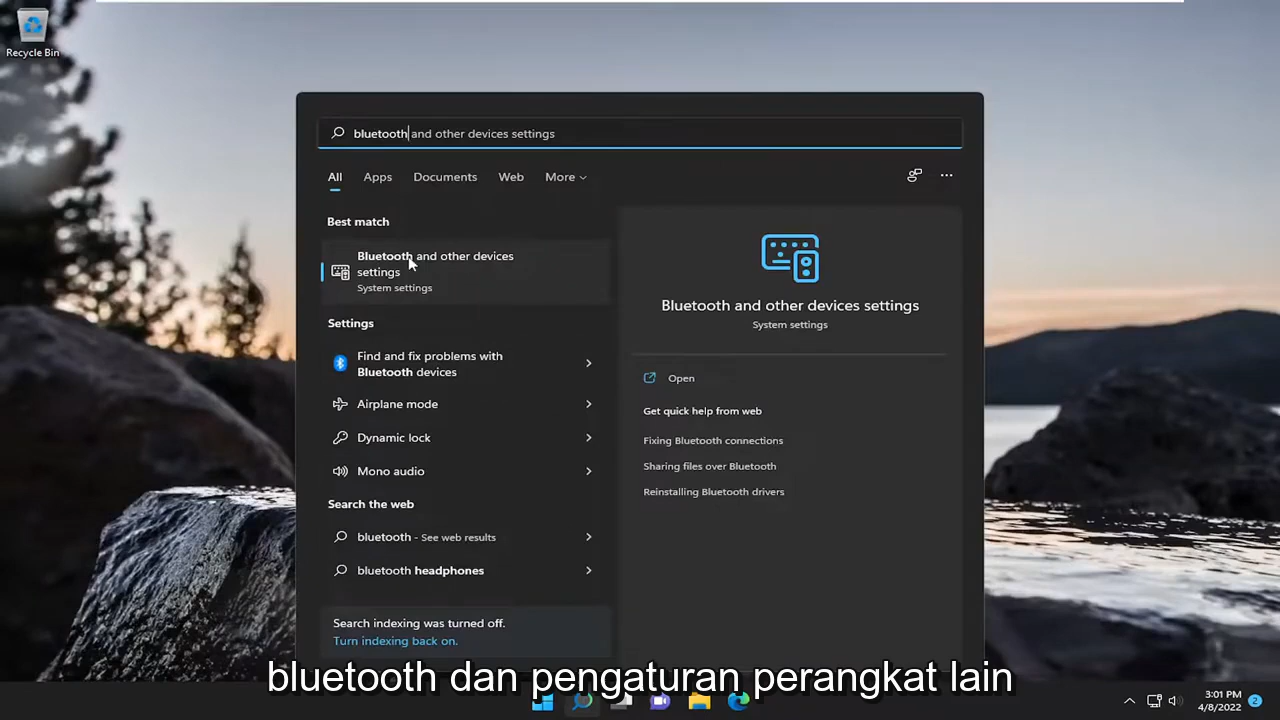 Recycle Bin
bluetooth and other devices settings
All
Apps
Documents
Web
More
Best match
Bluetooth and other devices
settings
System settings
Settings
Find and fix problems with
Bluetooth devices
Airplane mode
Dynamic lock
Mono audio
Search the web
bluetooth - See web results
bluetooth headphones
Search indexing was turned off.
Turn indexing back on.
Bluetooth and other devices settings
System settings
Open
Get quick help from web
Fixing Bluetooth connections
Sharing files over Bluetooth
Reinstalling Bluetooth drivers
bluetooth dan pengaturan perangkat lain
3:01 PM
4/8/2022
2